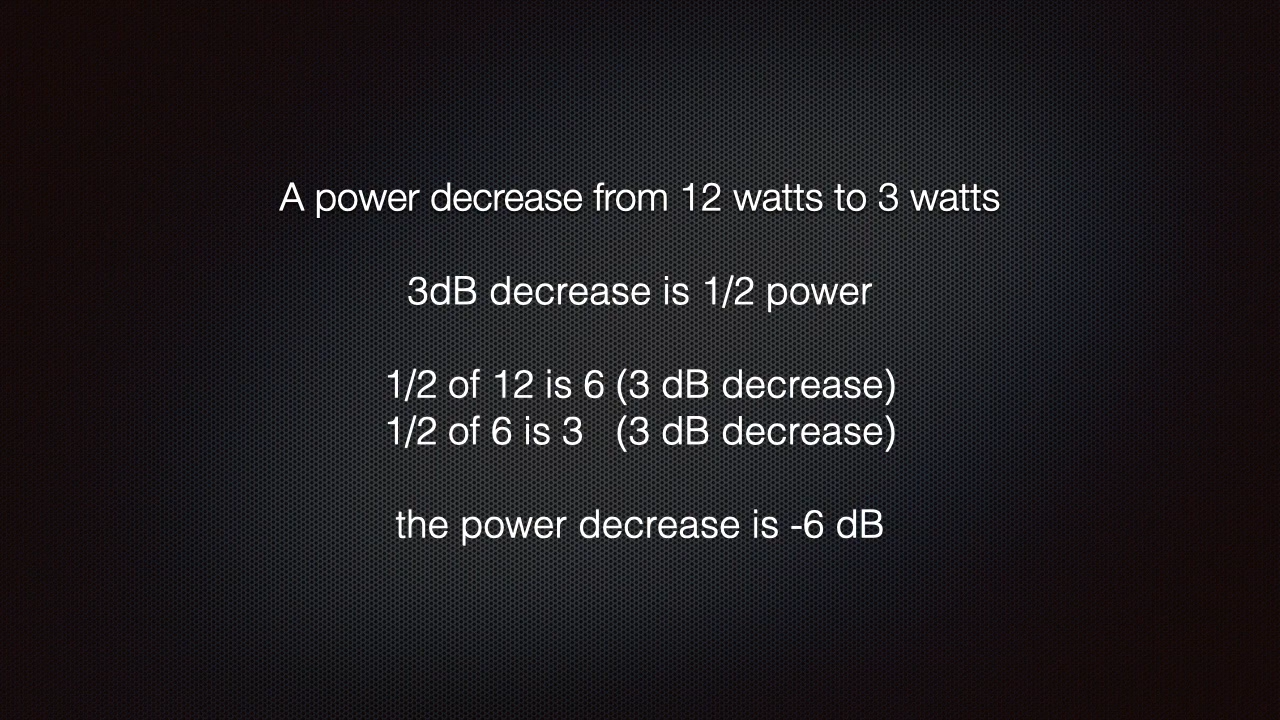 A power decrease from 12 watts to 3 watts
3dB decrease is 1/2 power
1/2 of 12 is 6 (3 dB decrease)
1/2 of 6 is 3 (3 dB decrease)
the power decrease is -6 dB